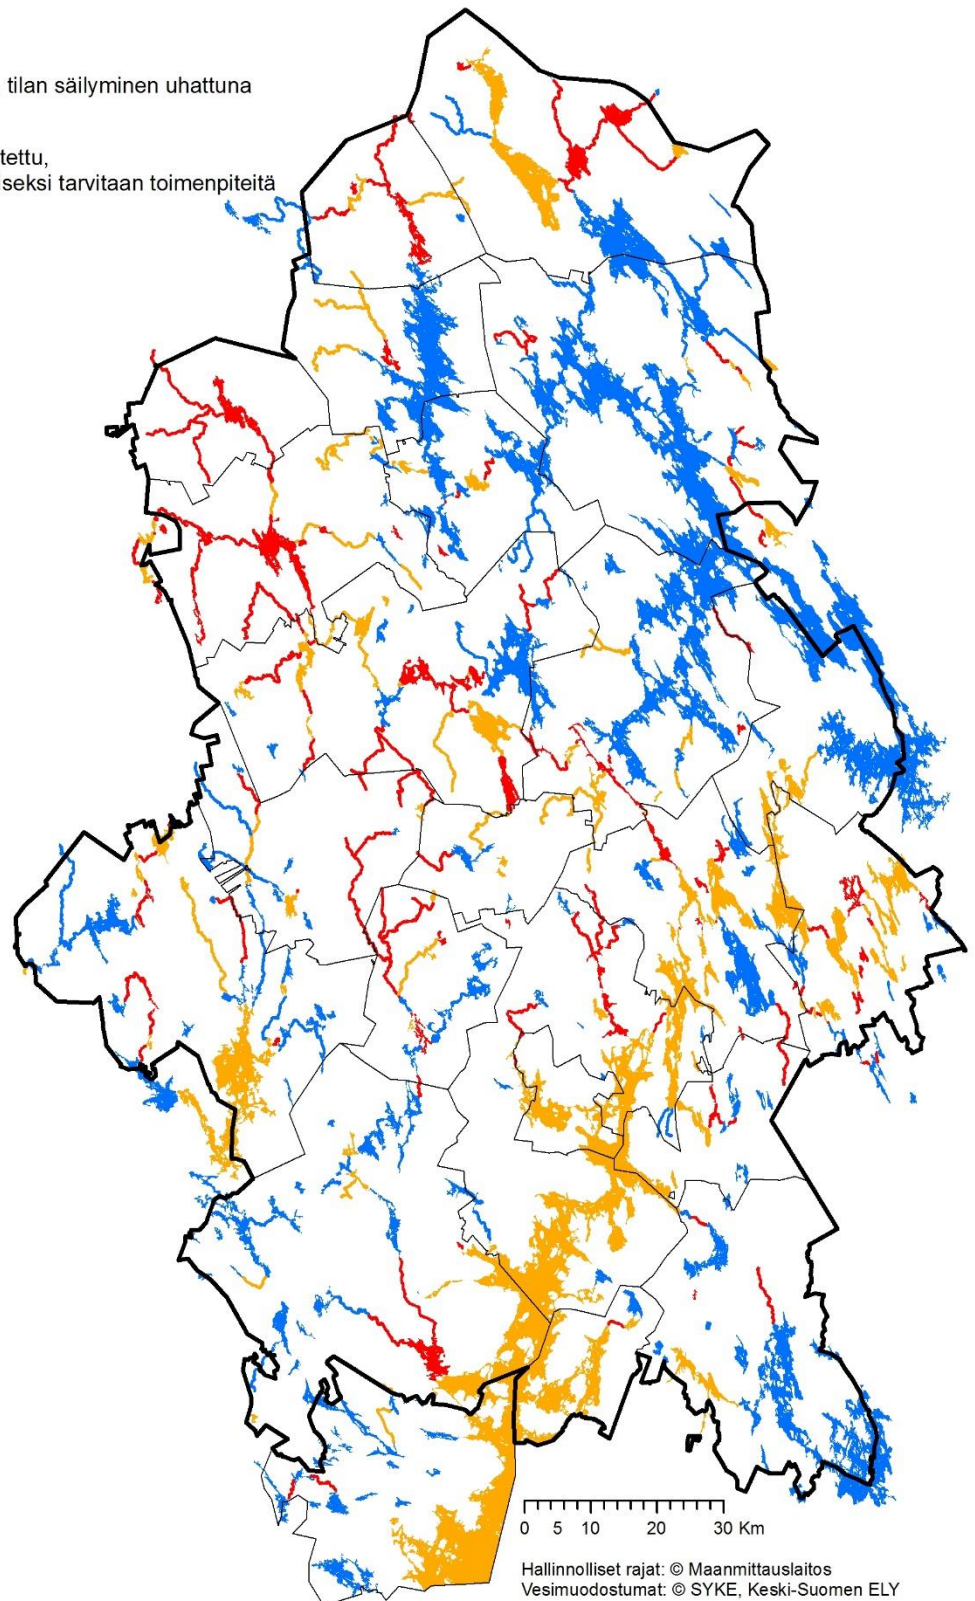 tilan säilyminen uhattuna
tettu,
seksi tarvitaan toimenpiteitä
0 5 10 20 30 Km
Hallinnolliset rajat: © Maanmittauslaitos
Vesimuodostumat: © SYKE, Keski-Suomen ELY